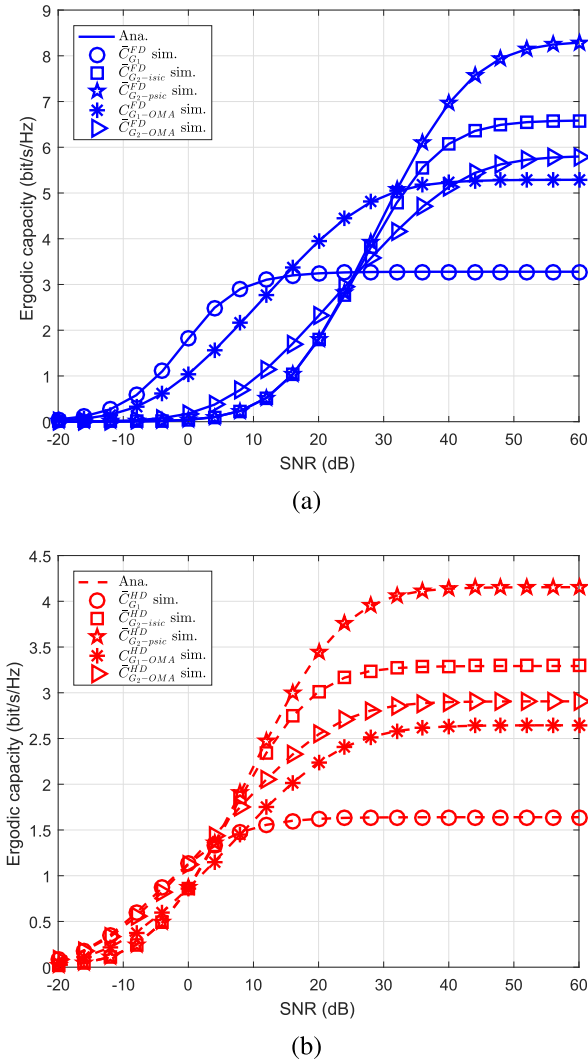 9
8
7
6
5
4
3
2
1
0
Ergodic capacity (bit/s/Hz)
Ana.
C̄^{FD}_{G_1} sim.
C̄^{FD}_{G_2-isic} sim.
C̄^{FD}_{G_2-psic} sim.
C^{FD}_{G_1-OMA} sim.
C̄^{FD}_{G_2-OMA} sim.
-20 -10 0 10 20 30 40 50 60
SNR (dB)
(a)
4.5
4
3.5
3
2.5
2
1.5
1
0.5
0
Ergodic capacity (bit/s/Hz)
Ana.
C̄^{HD}_{G_1} sim.
C̄^{HD}_{G_2-isic} sim.
C̄^{HD}_{G_2-psic} sim.
C^{HD}_{G_1-OMA} sim.
C̄^{HD}_{G_2-OMA} sim.
-20 -10 0 10 20 30 40 50 60
SNR (dB)
(b)